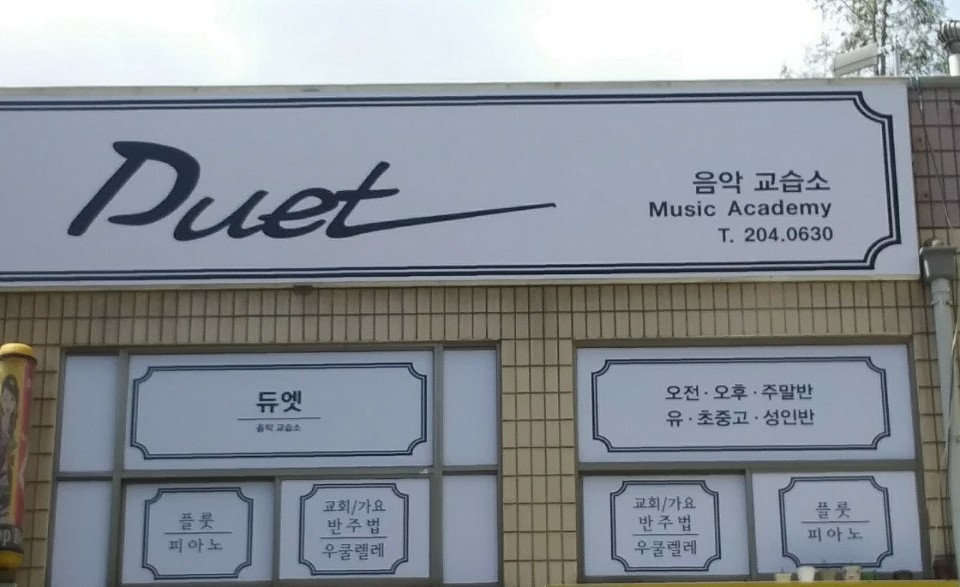 Duet
음악 교습소
Music Academy
T. 204.0630
듀엣
음악 교습소
오전·오후·주말반
유·초중고·성인반
플룻
피아노
교회/가요
반주법
우쿨렐레
교회/가요
반주법
우쿨렐레
플룻
피아노